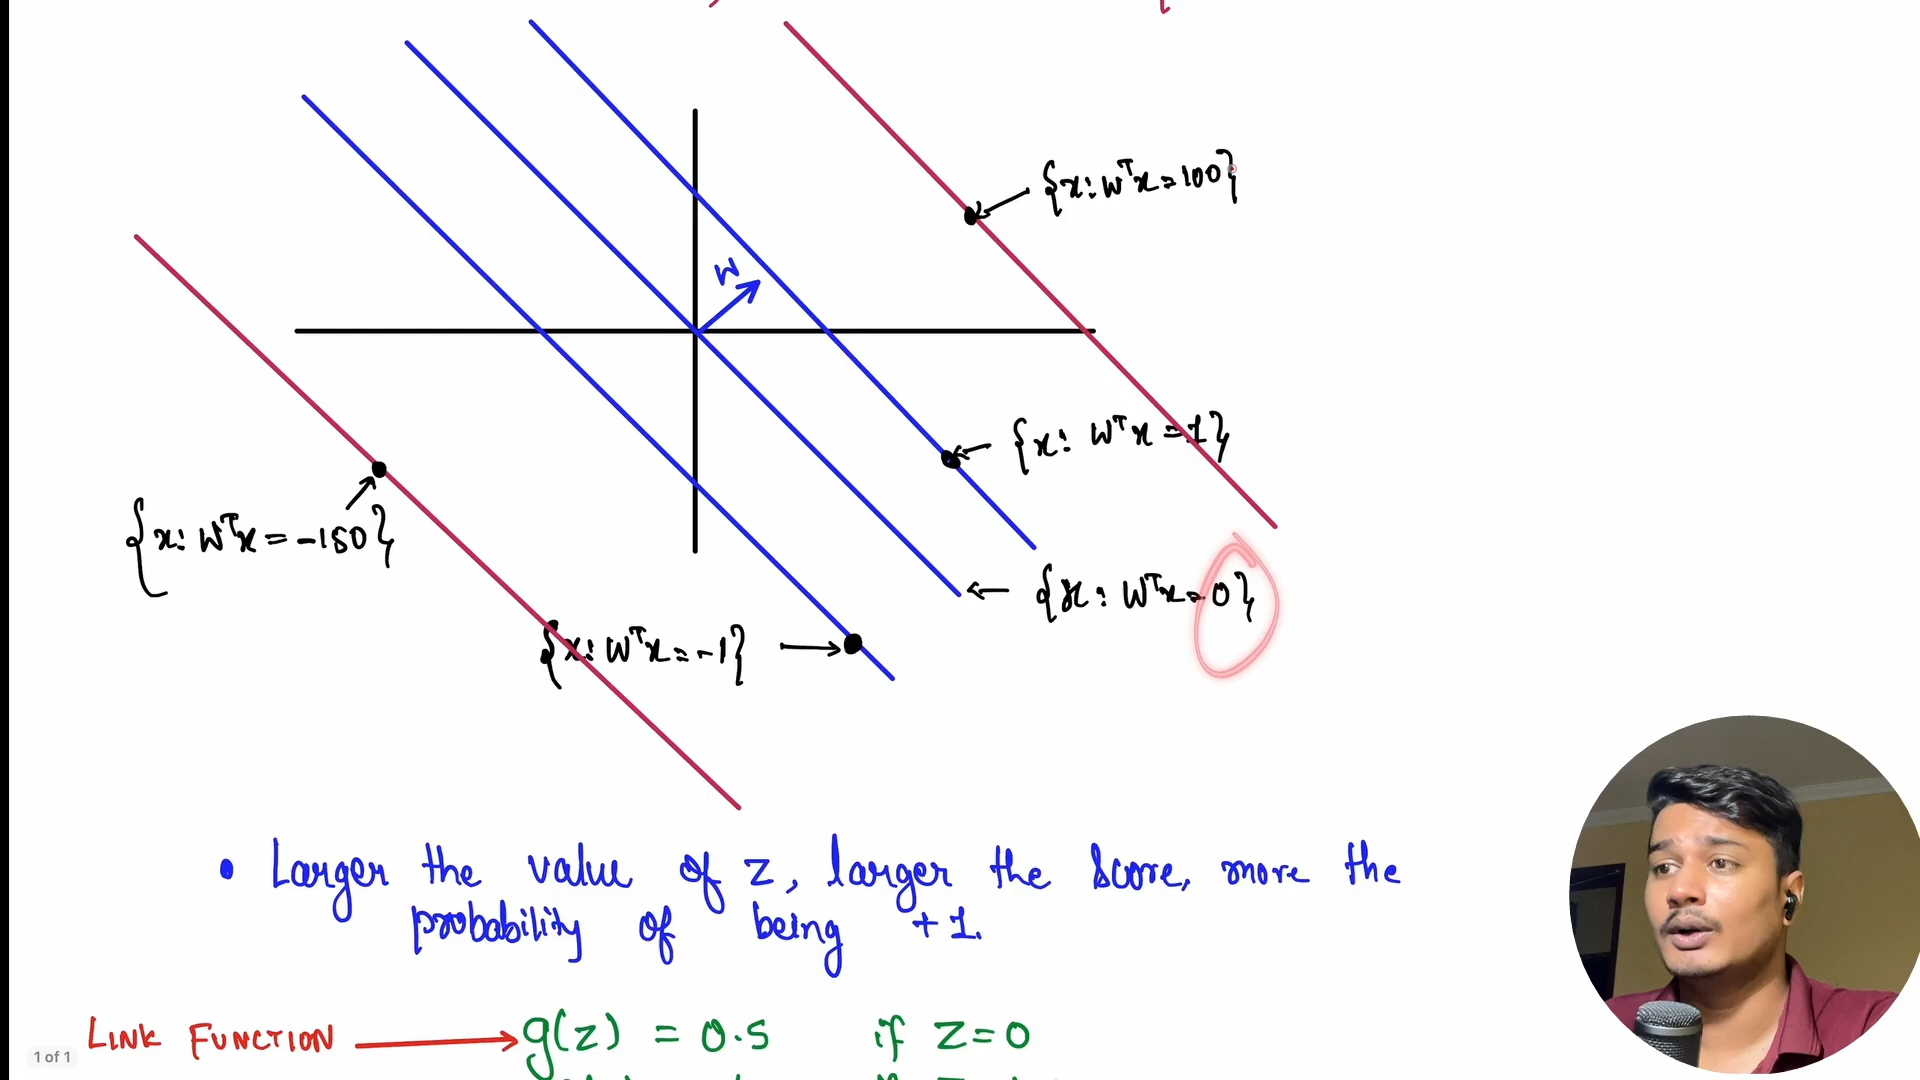 {x: wᵀx = 100}
w
{x: wᵀx = 1}
{x: wᵀx = -150}
{x: wᵀx = 0}
{x: wᵀx = -1}
• Larger the value of z, larger the score, more the
probability of being +1.
LINK FUNCTION → g(z) = 0.5 if z=0
1 of 1